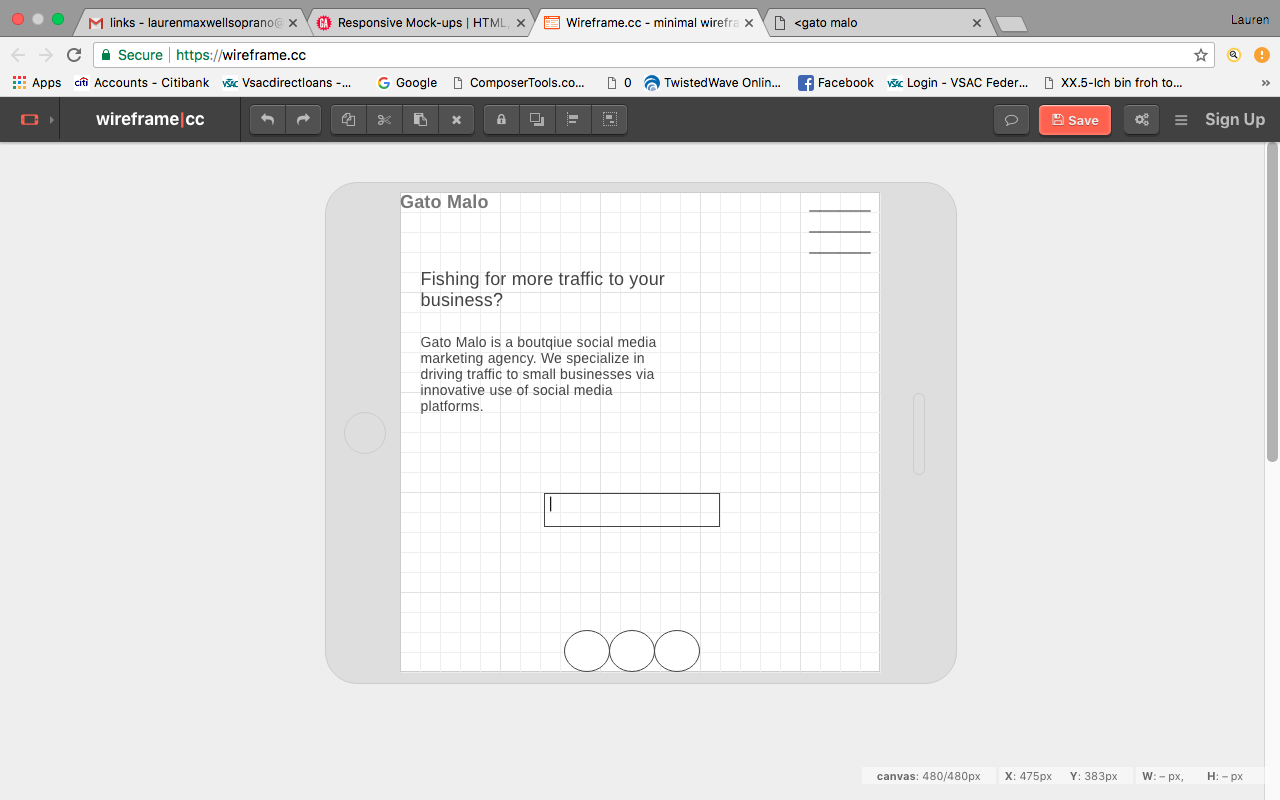 links - laurenmaxwellsoprano@
Responsive Mock-ups | HTML,
Wireframe.cc - minimal wirefra
<gato malo
Lauren
Secure
https://wireframe.cc
Apps
citi
Accounts - Citibank
VSAC
Vsacdirectloans -...
Google
ComposerTools.co...
0
TwistedWave Onlin...
Facebook
VSAC
Login - VSAC Feder...
XX.5-Ich bin froh to...
»
wireframe|cc
Save
Sign Up
Gato Malo
Fishing for more traffic to your
business?
Gato Malo is a boutqiue social media
marketing agency. We specialize in
driving traffic to small businesses via
innovative use of social media
platforms.
canvas: 480/480px
X: 475px
Y: 383px
W: – px,
H: – px